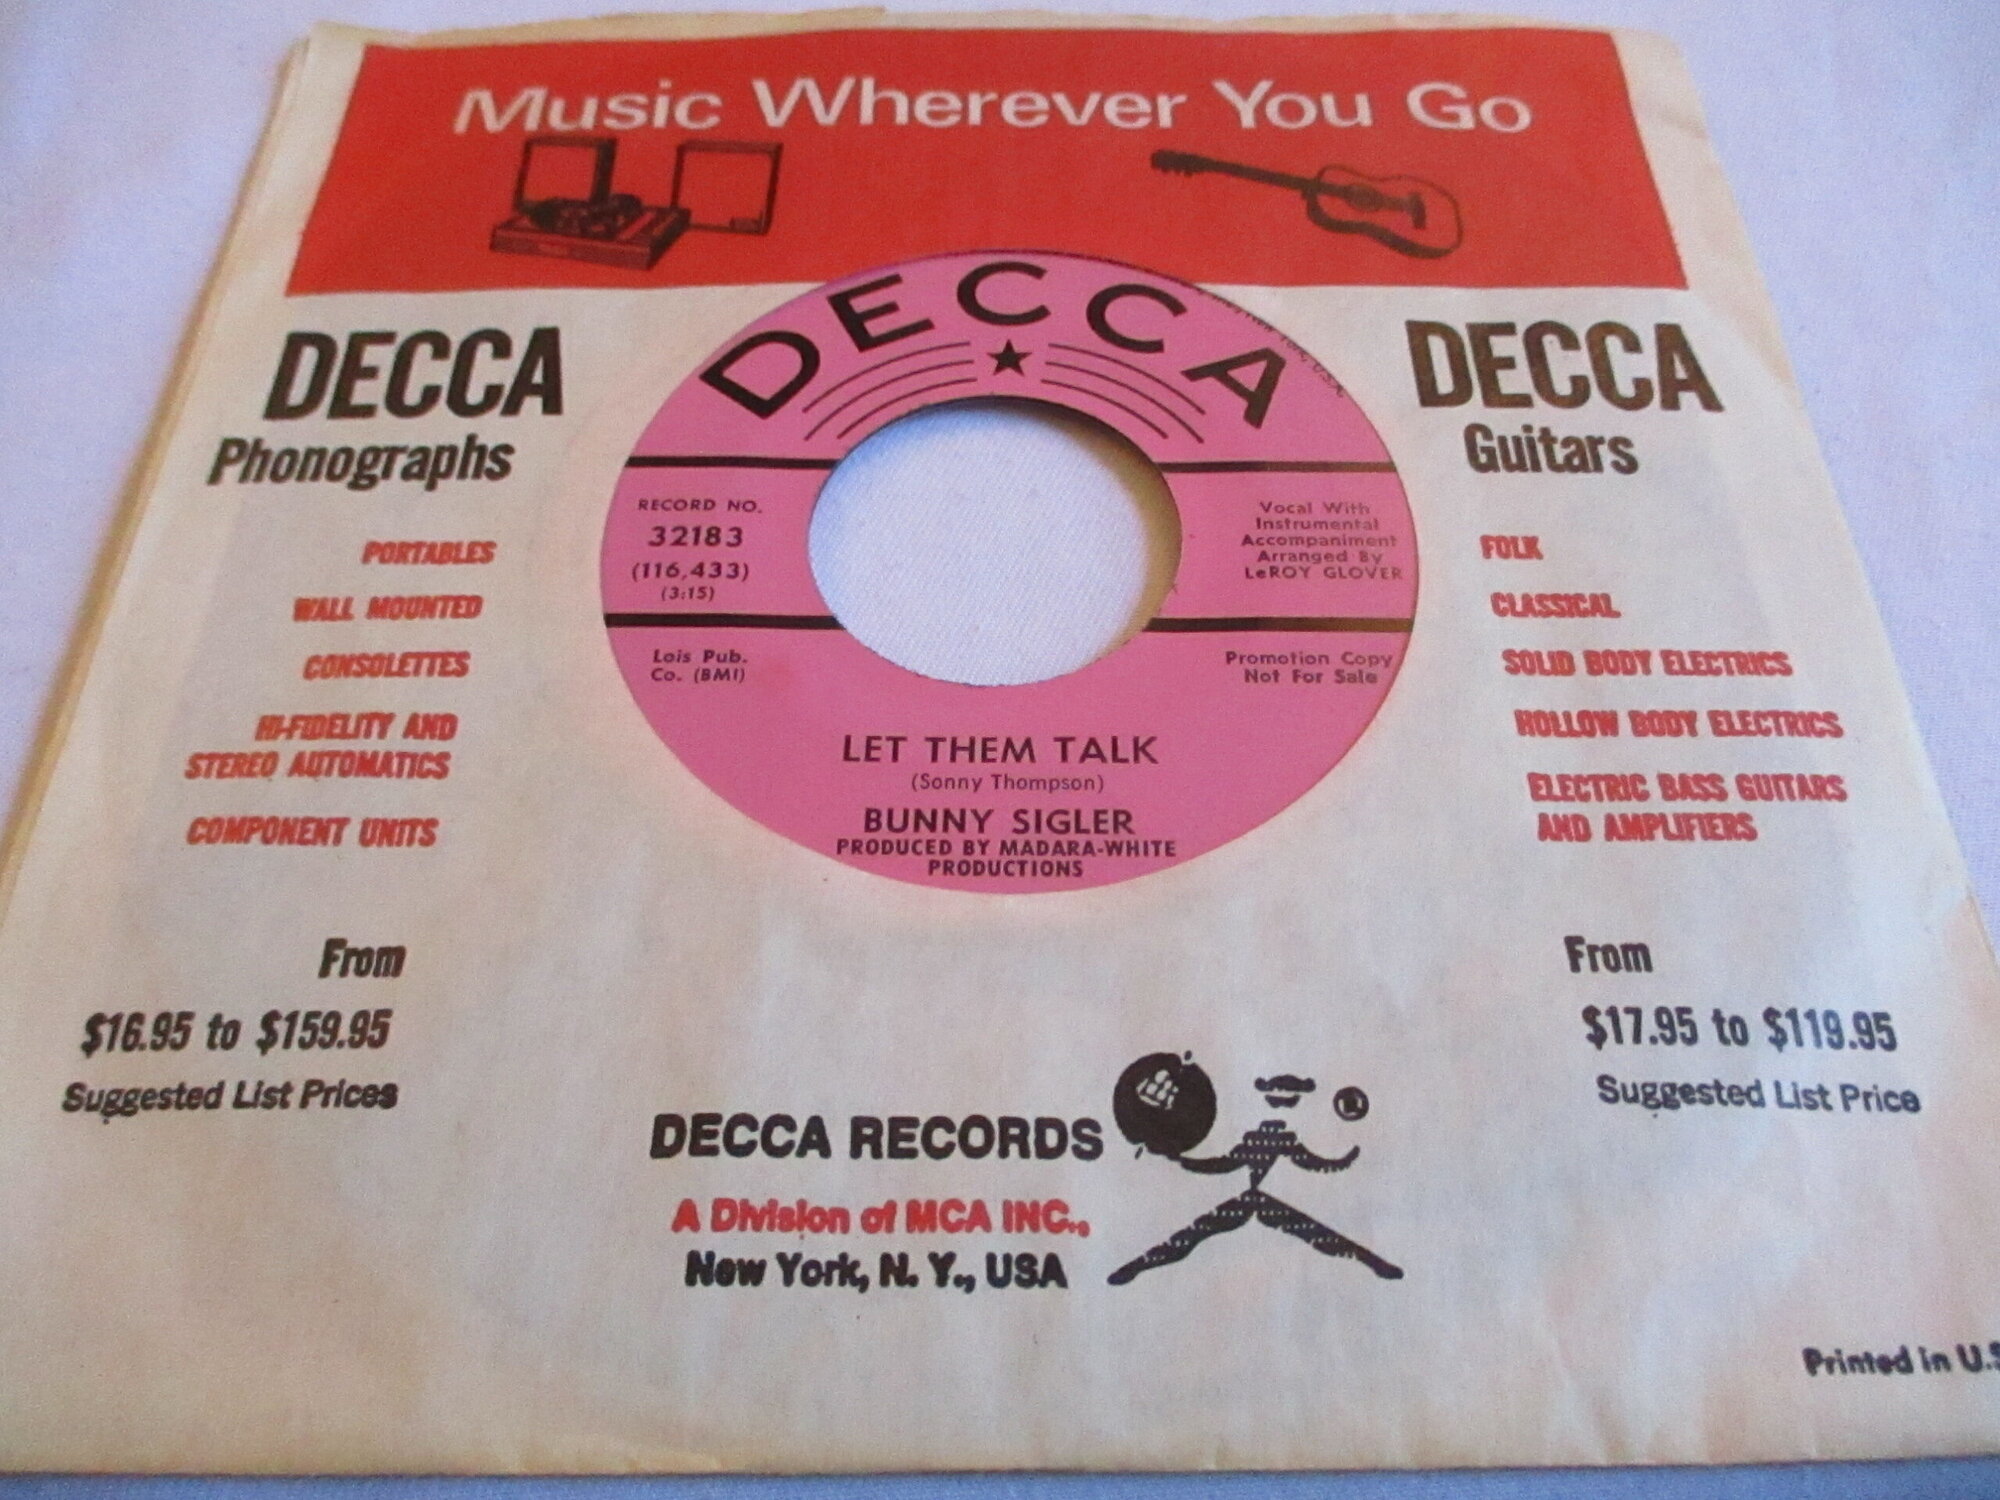 Music Wherever You Go
DECCA
Phonographs
PORTABLES
WALL MOUNTED
CONSOLETTES
HI-FIDELITY AND
STEREO AUTOMATICS
COMPONENT UNITS
From
$16.95 to $159.95
Suggested List Prices
DECCA
RECORD NO.
32183
(116,433)
(3:15)
Lois Pub.
Co. (BMI)
Vocal With
Instrumental
Accompaniment
Arranged By
LeROY GLOVER
Promotion Copy
Not For Sale
LET THEM TALK
(Sonny Thompson)
BUNNY SIGLER
PRODUCED BY MADARA-WHITE
PRODUCTIONS
DECCA
Guitars
FOLK
CLASSICAL
SOLID BODY ELECTRICS
HOLLOW BODY ELECTRICS
ELECTRIC BASS GUITARS
AND AMPLIFIERS
From
$17.95 to $119.95
Suggested List Price
DECCA RECORDS
®
A Division of MCA INC.,
New York, N. Y., USA
Printed in U.S